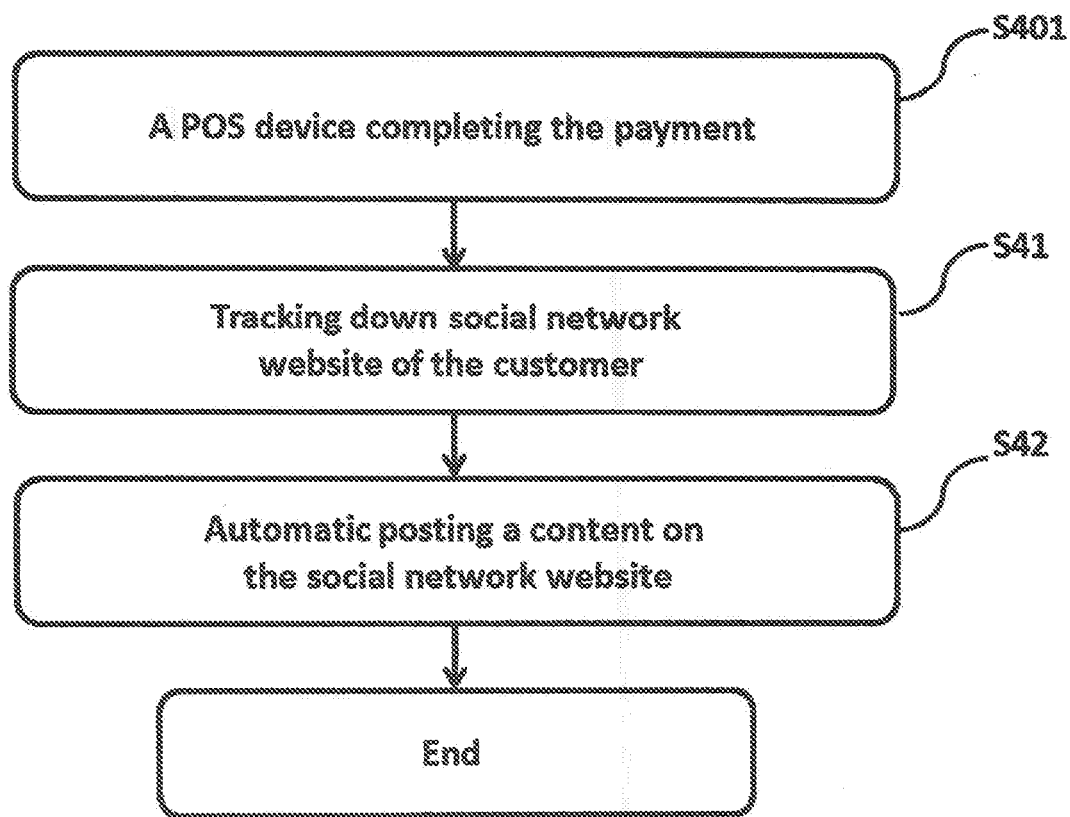 S401
A POS device completing the payment
S41
Tracking down social network
website of the customer
S42
Automatic posting a content on
the social network website
End